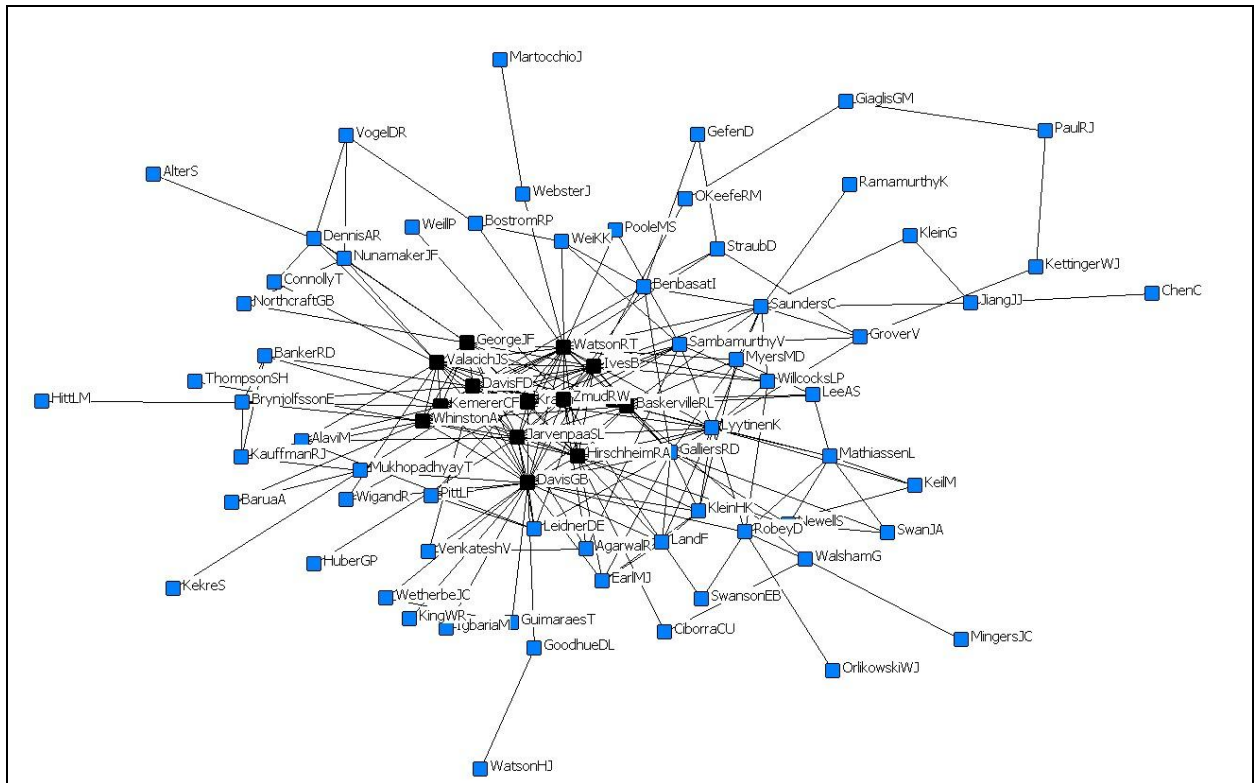 MartocchioJ
GiaglisGM
PaulRJ
VogelDR
GefenD
AlterS
RamamurthyK
WebsterJ
OKeefeRM
BostromRP
WeillP
PooleMS
KleinG
DennisAR
WeiKK
StraubD
NunamakerJF
KettingerWJ
ConnollyT
BenbasatI
ChenC
NorthcraftGB
SaundersC
JiangJJ
GroverV
GeorgeJF
WatsonRT
SambamurthyV
BankerRD
ValacichJS
IvesB
MyersMD
ThompsonSH
DavisFD
WillcocksLP
HittLM
BrynjolfssonE
KemererCF
ZmudRW
BaskervilleRL
LeeAS
LyytinenK
AlaviM
JarvenpaaSL
KauffmanRJ
HirschheimRA
GalliersRD
MathiassenL
MukhopadhyayT
DavisGB
KeilM
BaruaA
WigandR
PittLF
KleinHK
NewellS
LeidnerDE
RobeyD
SwanJA
VenkateshV
AgarwalR
LandF
HuberGP
WalshamG
EarlMJ
KekreS
WetherbeJC
SwansonEB
KingWR
GuimaraesT
IgbariaM
CiborraCU
MingersJC
GoodhueDL
OrlikowskiWJ
WatsonHJ